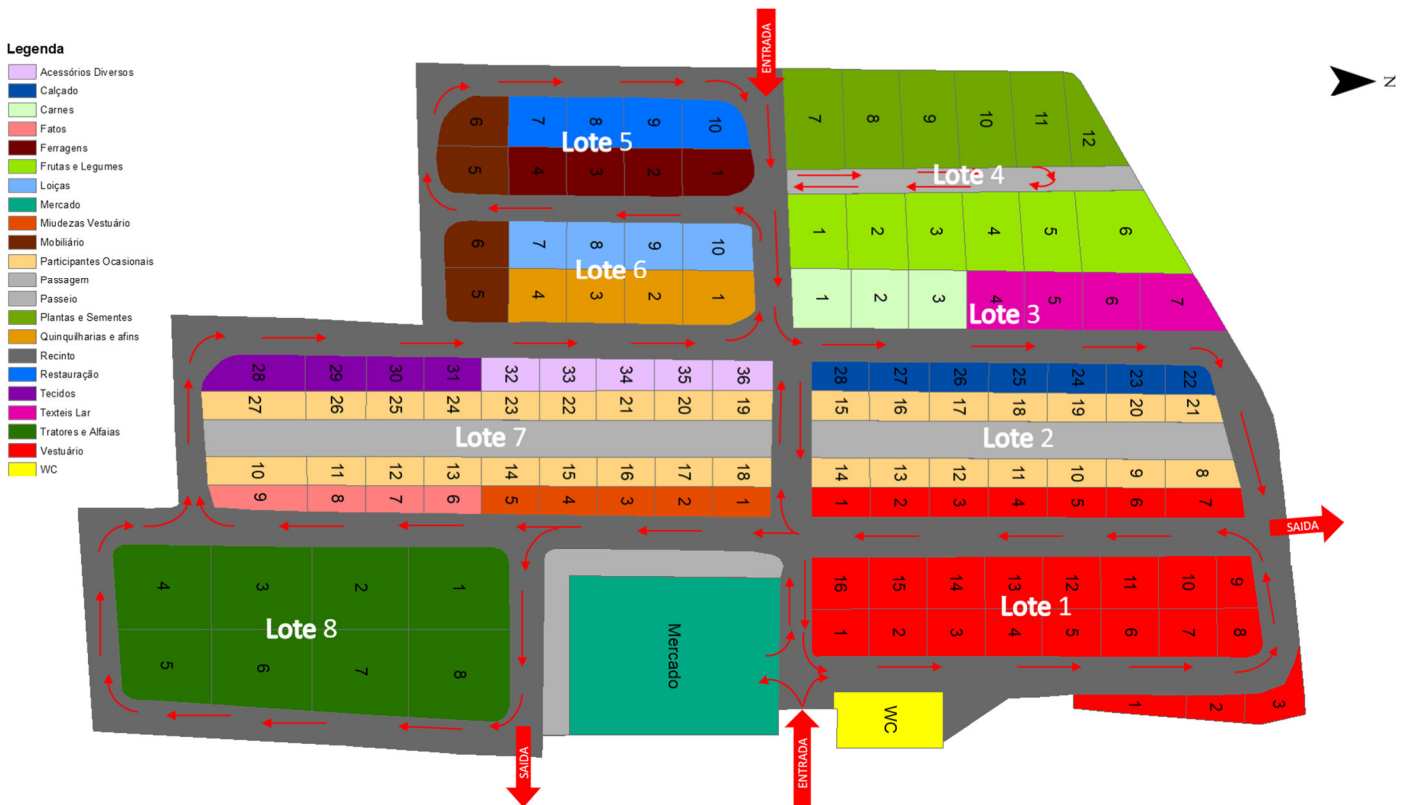 Legenda
Acessórios Diversos
Calçado
Carnes
Fatos
Ferragens
Frutas e Legumes
Loiças
Mercado
Miudezas Vestuário
Mobiliário
Participantes Ocasionais
Passagem
Passeio
Plantas e Sementes
Quinquilharias e afins
Recinto
Restauração
Tecidos
Texteis Lar
Tratores e Alfaias
Vestuário
WC
ENTRADA
N
6 7 8 9 10
Lote 5
5 4 3 2 1
7 8 9 10 11 12
Lote 4
1 2 3 4 5 6
6 7 8 9 10
Lote 6
5 4 3 2 1
1 2 3 4 5 6 7
Lote 3
28 29 30 31 32 33 34 35 36
27 26 25 24 23 22 21 20 19
Lote 7
10 11 12 13 14 15 16 17 18
9 8 7 6 5 4 3 2 1
28 27 26 25 24 23 22
15 16 17 18 19 20 21
Lote 2
14 13 12 11 10 9 8
1 2 3 4 5 6 7
SAIDA
4 3 2 1
Lote 8
5 6 7 8
Mercado
16 15 14 13 12 11 10 9
Lote 1
1 2 3 4 5 6 7 8
1 2 3
WC
SAIDA
ENTRADA